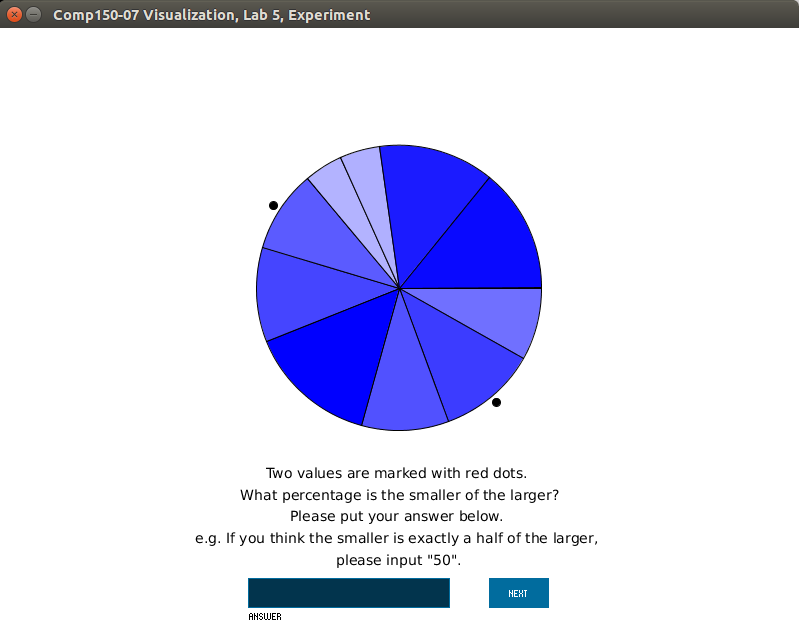 Comp150-07 Visualization, Lab 5, Experiment
Two values are marked with red dots.
What percentage is the smaller of the larger?
Please put your answer below.
e.g. If you think the smaller is exactly a half of the larger,
please input "50".
NEXT
ANSWER